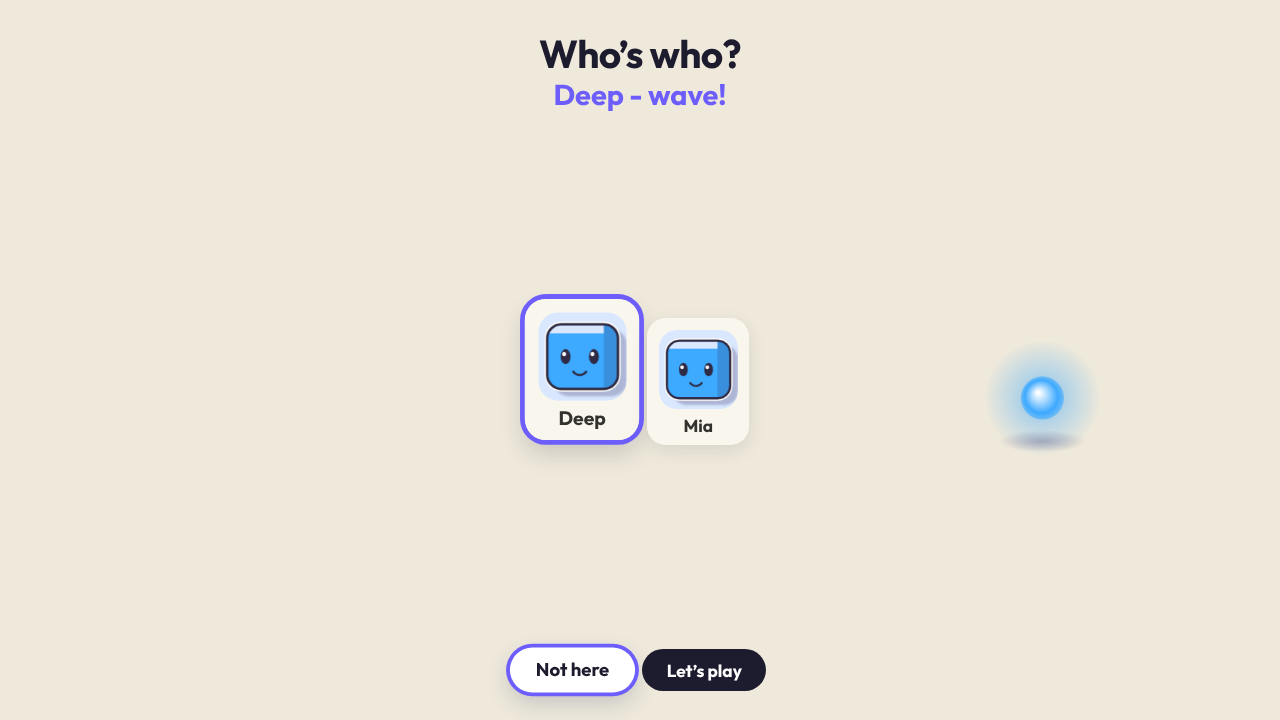 Who’s who?
Deep - wave!
Deep
Mia
Not here
Let’s play